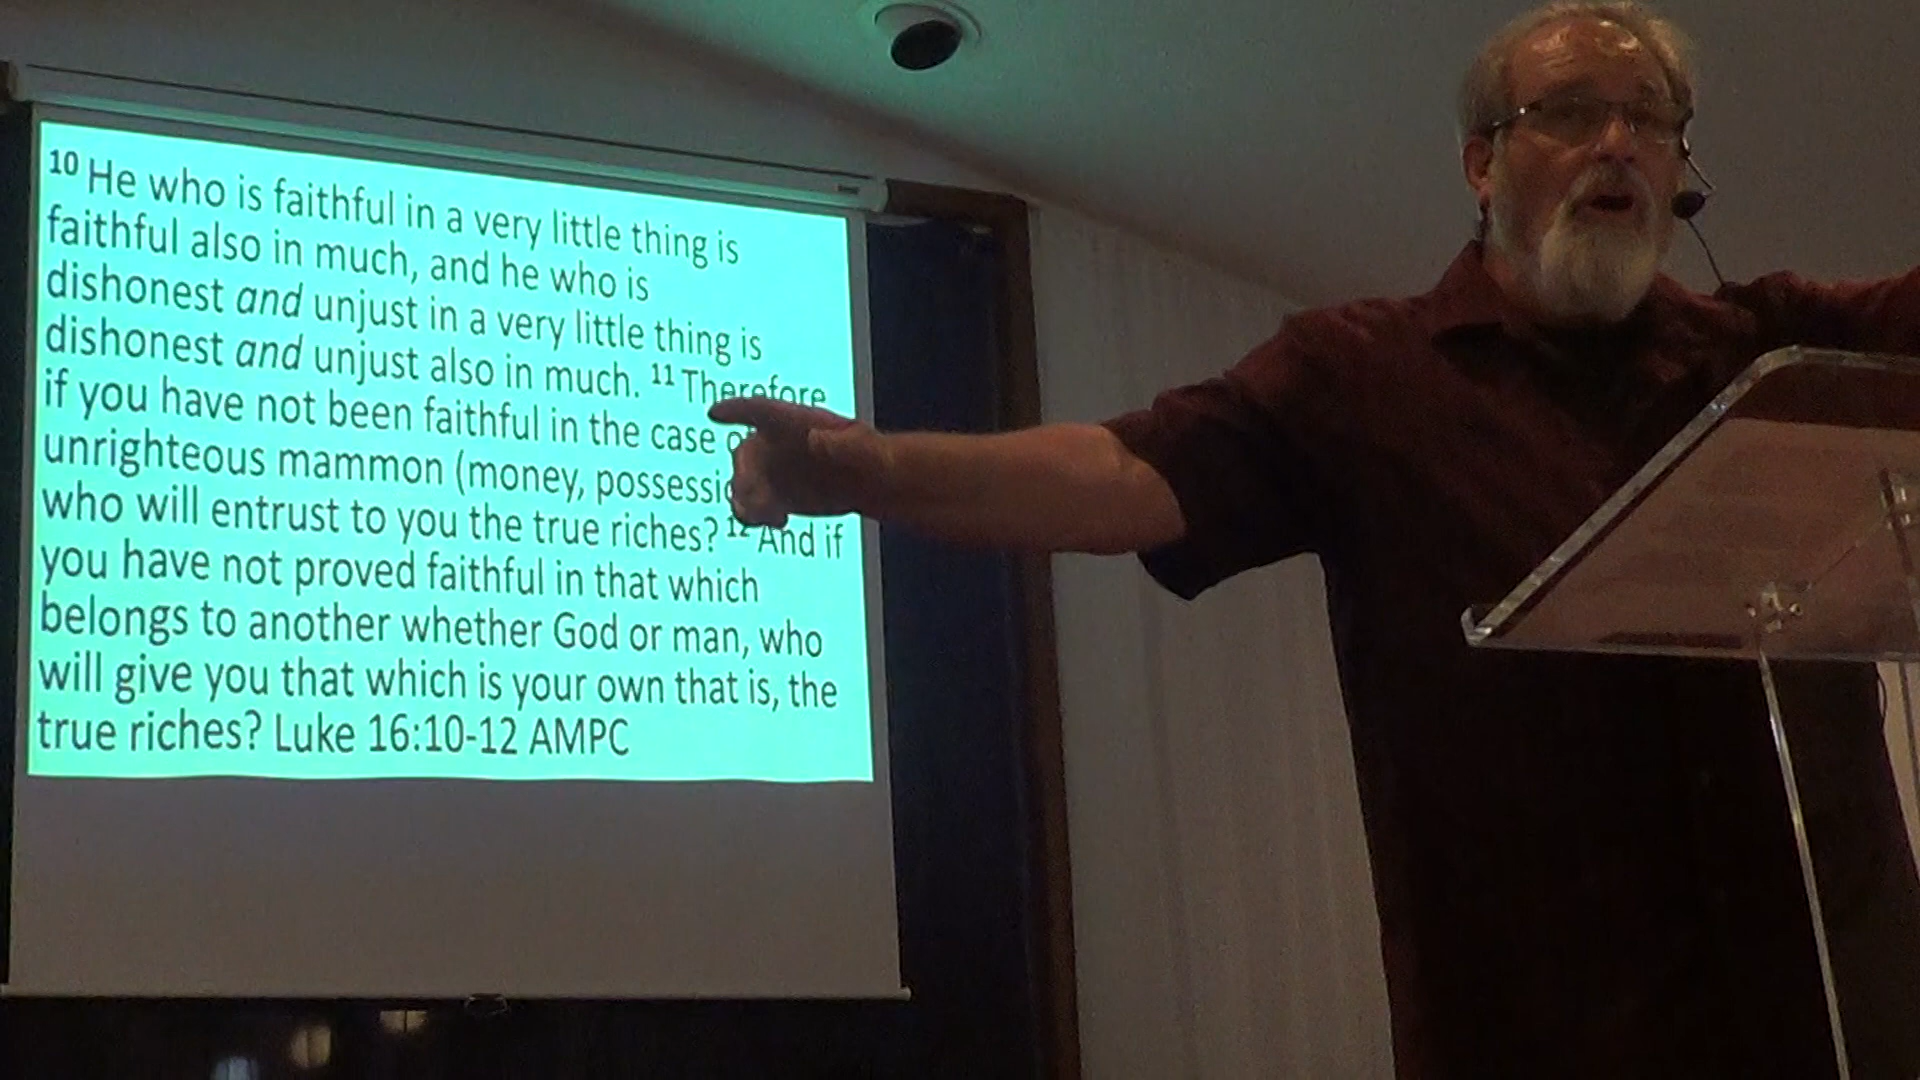 10 He who is faithful in a very little thing is
faithful also in much, and he who is
dishonest and unjust in a very little thing is
dishonest and unjust also in much. 11 Therefore
if you have not been faithful in the case
unrighteous mammon (money,
who will entrust to you the true riches? 12 And if
you have not proved faithful in that which
belongs to another whether God or man, who
will give you that which is your own that is, the
true riches? Luke 16:10-12 AMPC